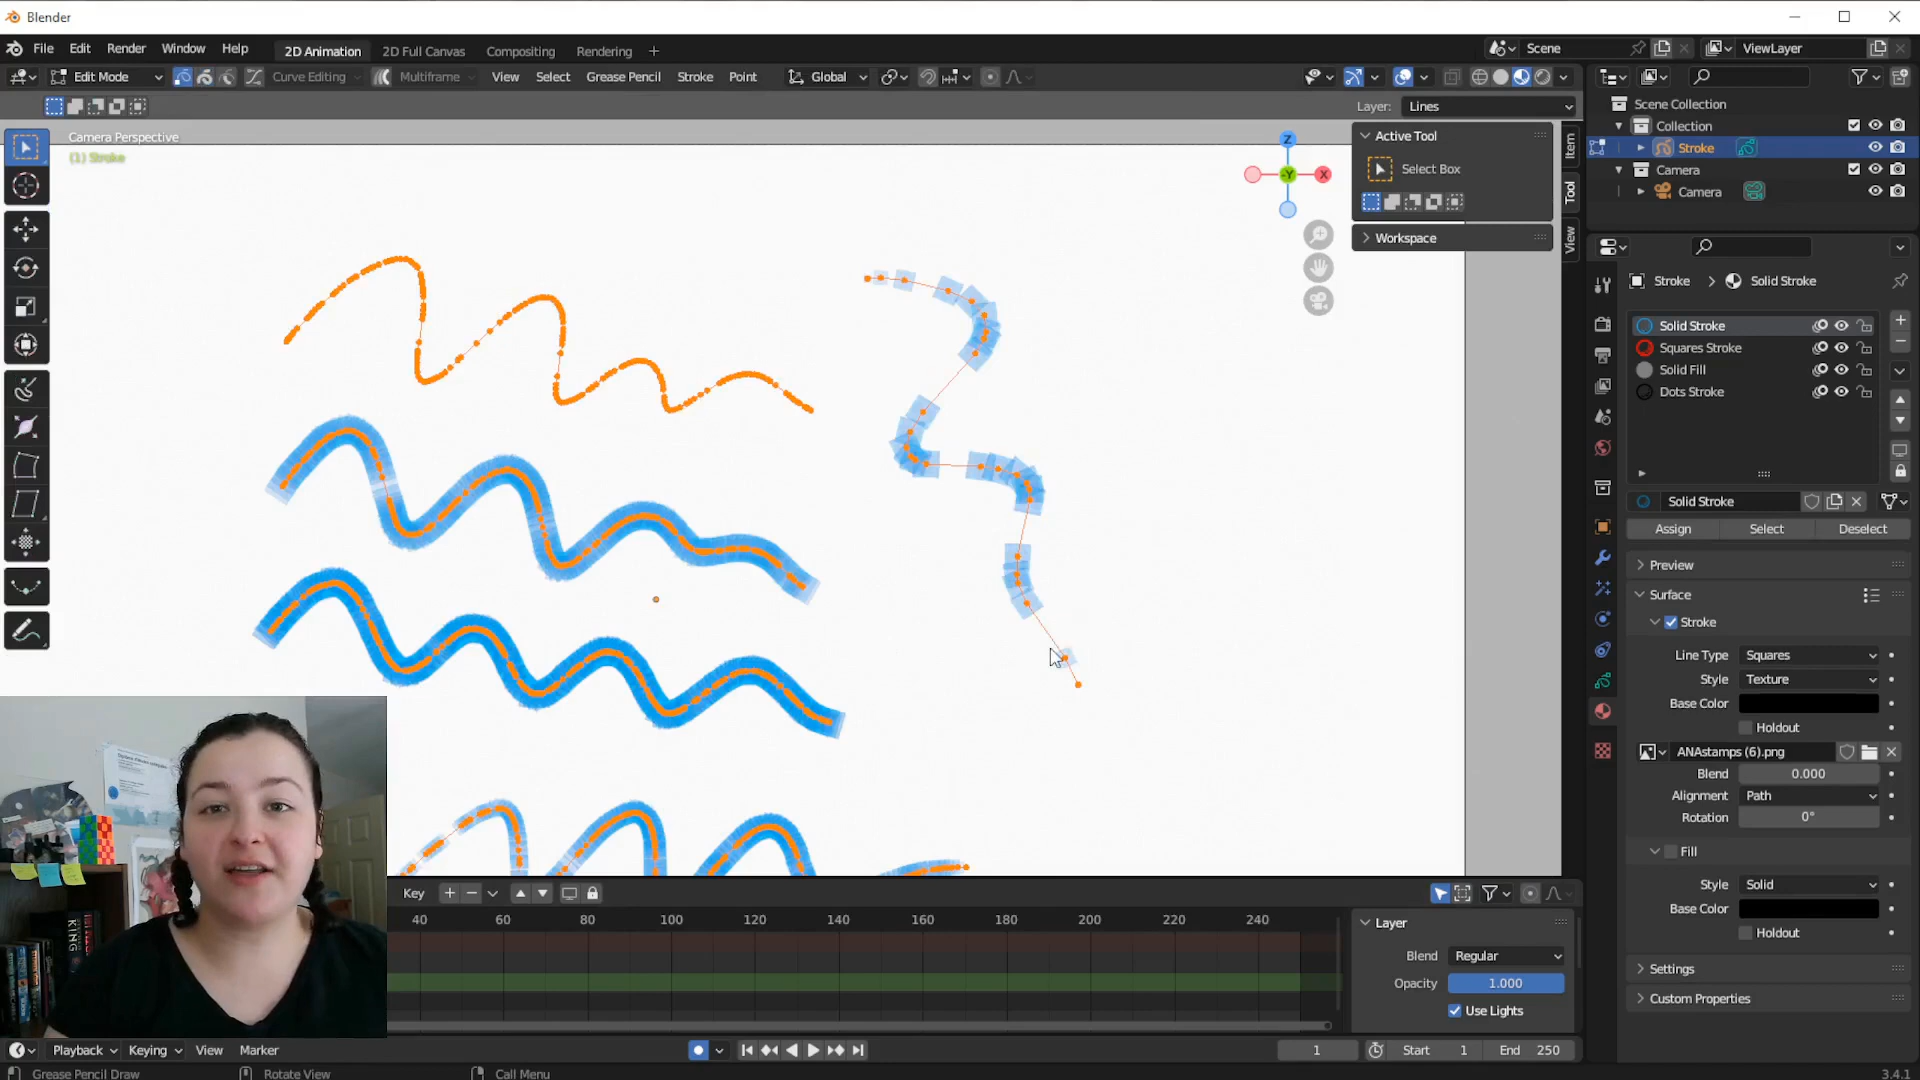 Blender
File Edit Render Window Help 2D Animation 2D Full Canvas Compositing Rendering + Scene ViewLayer
Edit Mode Curve Editing Multiframe View Select Grease Pencil Stroke Point Global
Layer: Lines
Camera Perspective
(1) Stroke
Z
-Y
X
Active Tool
Select Box
Workspace
Item
Tool
View
Scene Collection
Collection
Stroke
Camera
Camera
Stroke > Solid Stroke
Solid Stroke
Squares Stroke
Solid Fill
Dots Stroke
Solid Stroke
Assign Select Deselect
Preview
Surface
Stroke
Line Type Squares
Style Texture
Base Color
Holdout
ANAstamps (6).png
Blend 0.000
Alignment Path
Rotation 0°
Fill
Style Solid
Base Color
Holdout
Settings
Custom Properties
KING
Key
40 60 80 100 120 140 160 180 200 220 240
Layer
Blend Regular
Opacity 1.000
Use Lights
Playback Keying View Marker 1 Start 1 End 250
Grease Pencil Draw Rotate View Call Menu 3.4.1